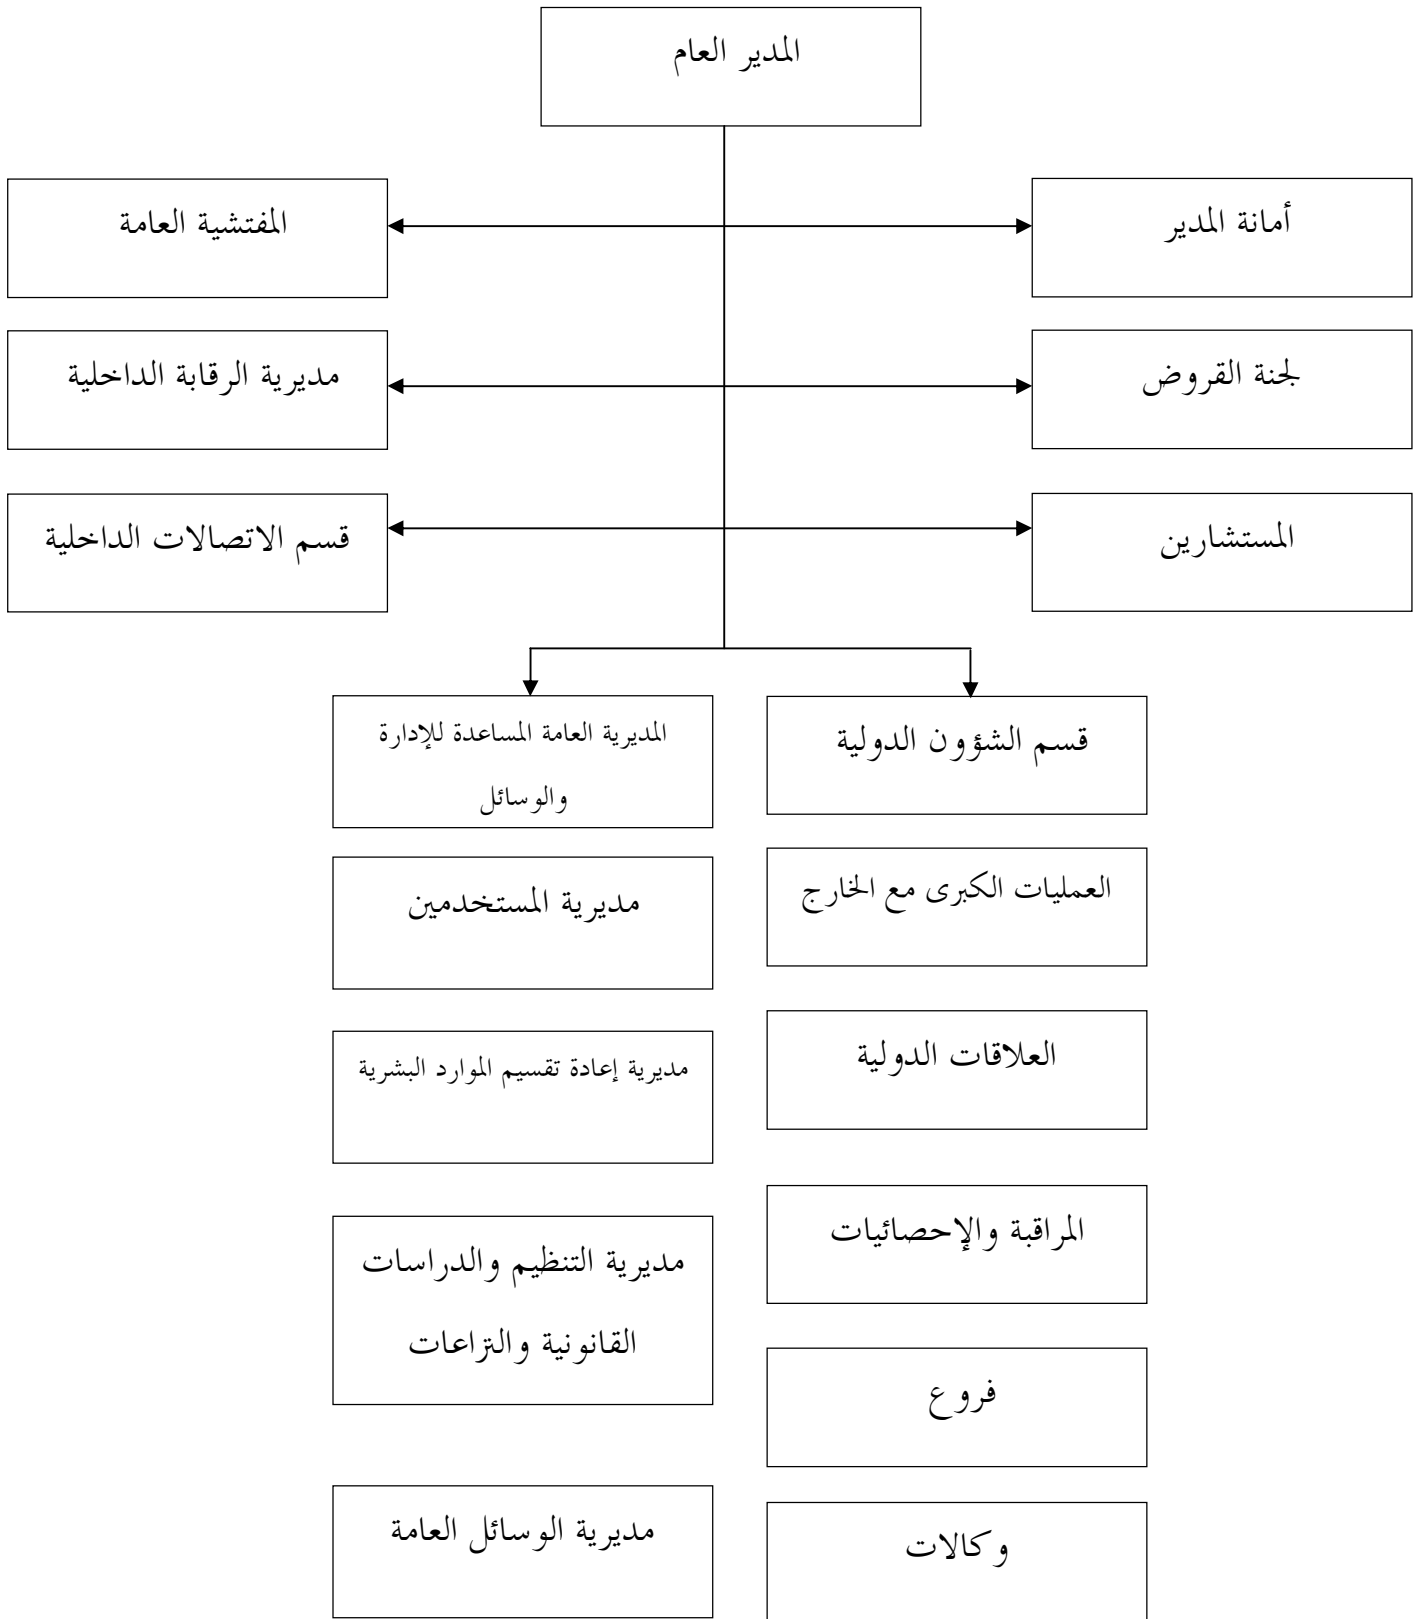 المدير العام
أمانة المدير
المفتشية العامة
لجنة القروض
مديرية الرقابة الداخلية
المستشارين
قسم الاتصالات الداخلية
قسم الشؤون الدولية
المديرية العامة المساعدة للإدارة
والوسائل
العمليات الكبرى مع الخارج
مديرية المستخدمين
العلاقات الدولية
مديرية إعادة تقسيم الموارد البشرية
المراقبة والإحصائيات
مديرية التنظيم والدراسات
القانونية والتراعات
فروع
مديرية الوسائل العامة
وكالات